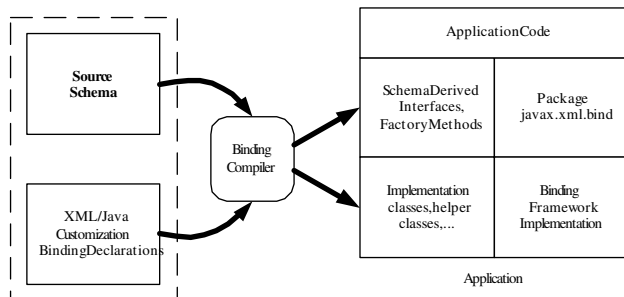 Source
Schema
XML/Java
Customization
BindingDeclarations
Binding
Compiler
ApplicationCode
SchemaDerived
Interfaces,
FactoryMethods
Package
javax.xml.bind
Implementation
classes,helper
classes,...
Binding
Framework
Implementation
Application